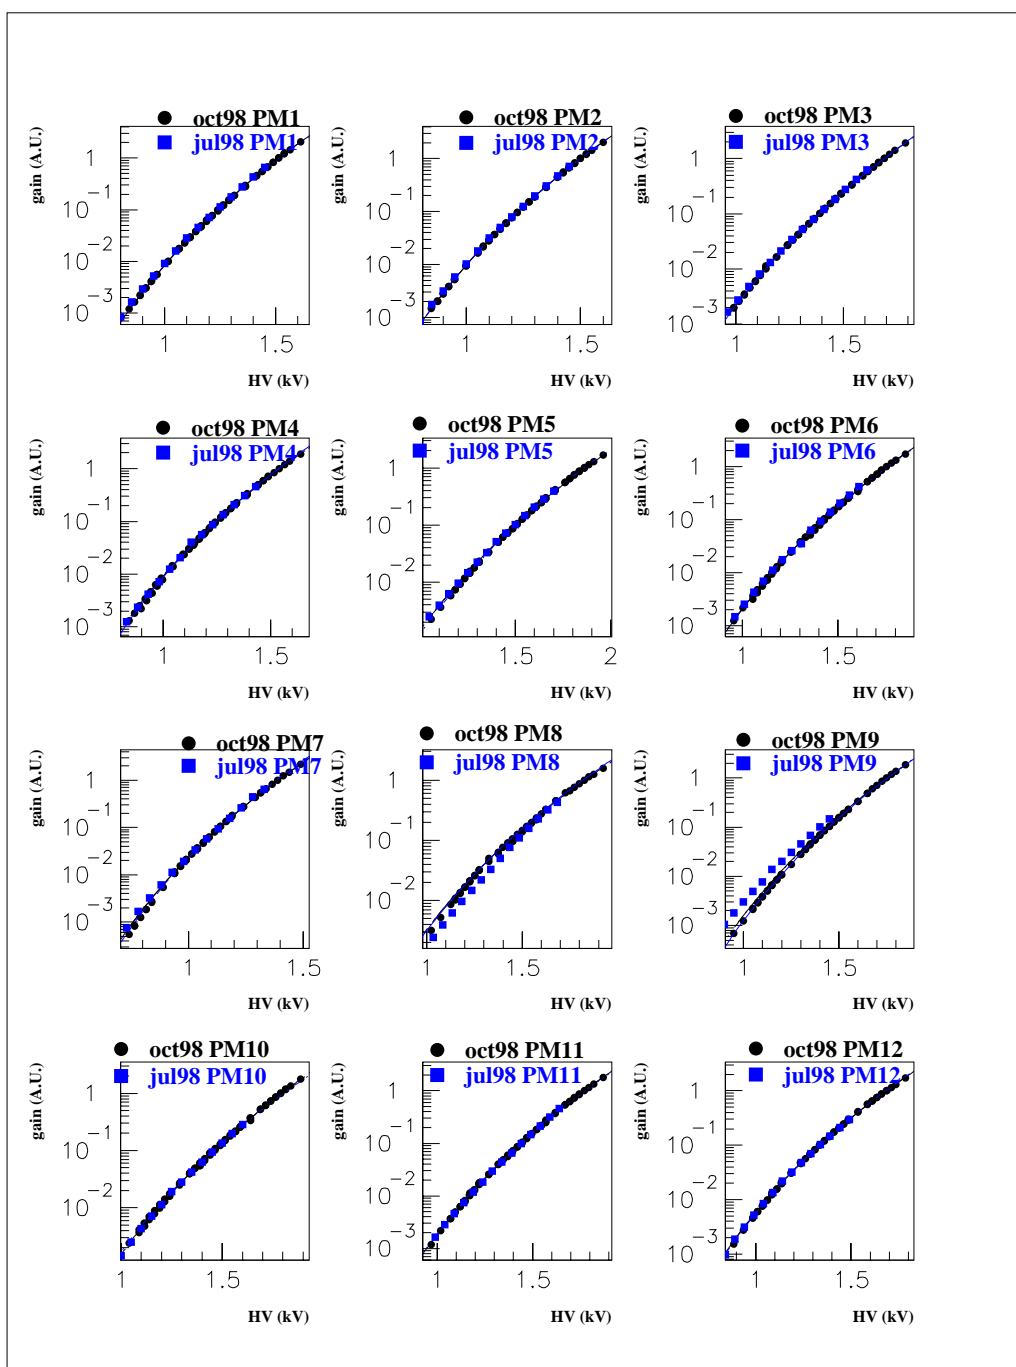 oct98 PM1
jul98 PM1
gain (A.U.)
1
10 -1
10 -2
10 -3
1 1.5
HV (kV)
oct98 PM2
jul98 PM2
gain (A.U.)
1
10 -1
10 -2
10 -3
1 1.5
HV (kV)
oct98 PM3
jul98 PM3
gain (A.U.)
1
10 -1
10 -2
10 -3
1 1.5
HV (kV)
oct98 PM4
jul98 PM4
gain (A.U.)
1
10 -1
10 -2
10 -3
1 1.5
HV (kV)
oct98 PM5
jul98 PM5
gain (A.U.)
1
10 -1
10 -2
1.5 2
HV (kV)
oct98 PM6
jul98 PM6
gain (A.U.)
1
10 -1
10 -2
10 -3
1 1.5
HV (kV)
oct98 PM7
jul98 PM7
gain (A.U.)
1
10 -1
10 -2
10 -3
1 1.5
HV (kV)
oct98 PM8
jul98 PM8
gain (A.U.)
1
10 -1
10 -2
1 1.5
HV (kV)
oct98 PM9
jul98 PM9
gain (A.U.)
1
10 -1
10 -2
10 -3
1 1.5
HV (kV)
oct98 PM10
jul98 PM10
gain (A.U.)
1
10 -1
10 -2
1 1.5
HV (kV)
oct98 PM11
jul98 PM11
gain (A.U.)
1
10 -1
10 -2
10 -3
1 1.5
HV (kV)
oct98 PM12
jul98 PM12
gain (A.U.)
1
10 -1
10 -2
10 -3
1 1.5
HV (kV)